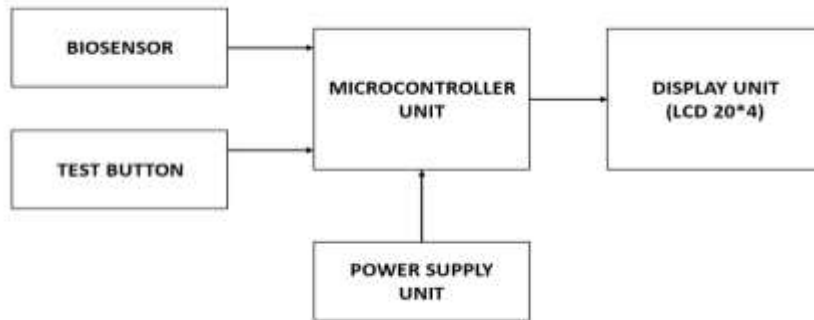 BIOSENSOR
MICROCONTROLLER
UNIT
DISPLAY UNIT
(LCD 20*4)
TEST BUTTON
POWER SUPPLY
UNIT